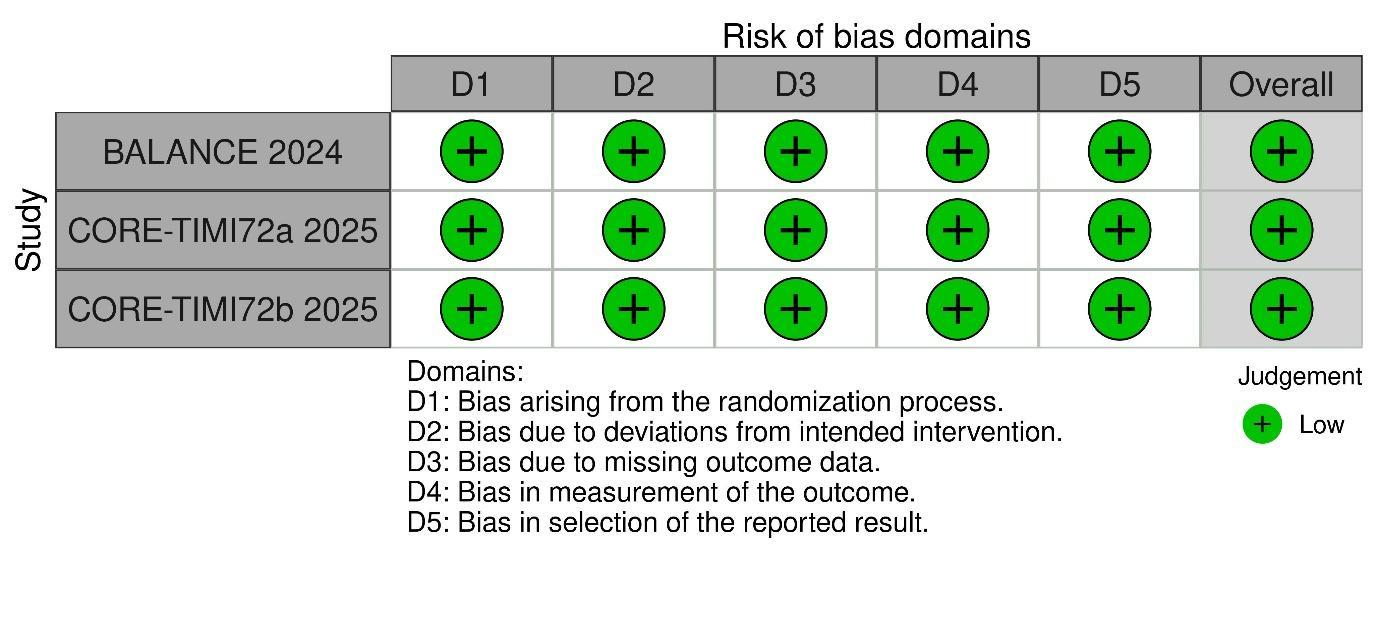 Risk of bias domains
D1 D2 D3 D4 D5 Overall
Study
BALANCE 2024 + + + + + +
CORE-TIMI72a 2025 + + + + + +
CORE-TIMI72b 2025 + + + + + +
Domains:
D1: Bias arising from the randomization process.
D2: Bias due to deviations from intended intervention.
D3: Bias due to missing outcome data.
D4: Bias in measurement of the outcome.
D5: Bias in selection of the reported result.
Judgement
+ Low